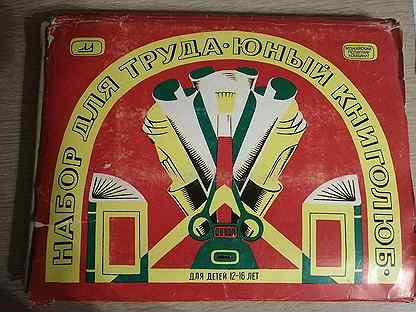 НАБОР ДЛЯ ТРУДА·ЮНЫЙ КНИГОЛЮБ·
ДЛЯ ДЕТЕЙ 12-16 ЛЕТ